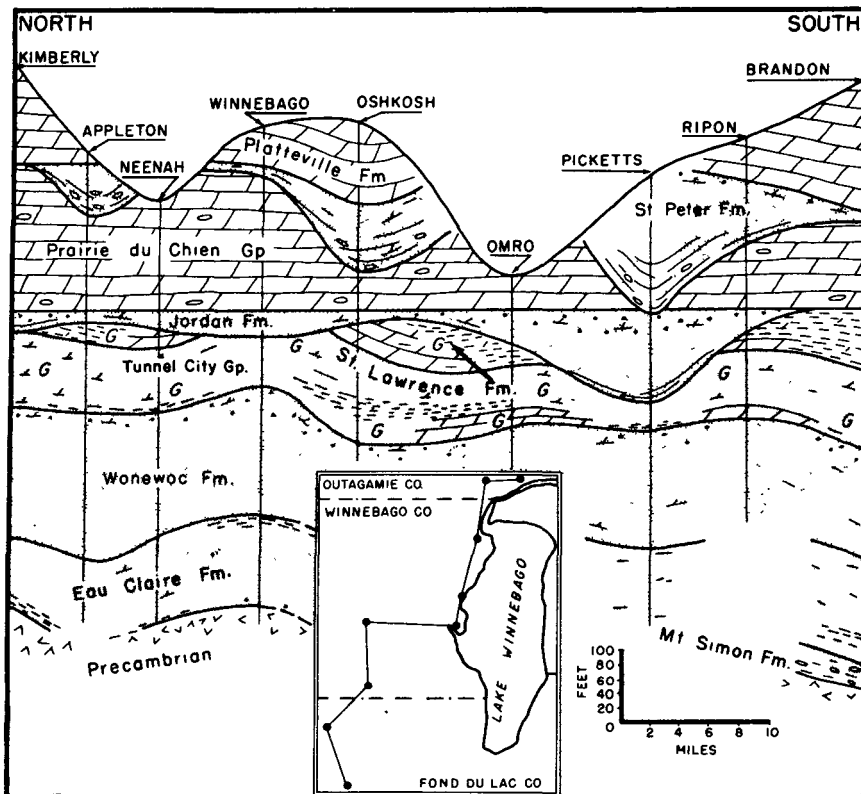 NORTH
SOUTH
KIMBERLY
BRANDON
WINNEBAGO
OSHKOSH
APPLETON
RIPON
NEENAH
PICKETTS
Platteville Fm
St Peter Fm.
OMRO
Prairie du Chien Gp
Jordan Fm.
G
G
Tunnel City Gp.
G
G
St. Lawrence Fm.
G
G
G
G
G
Wonewoc Fm.
OUTAGAMIE CO.
WINNEBAGO CO
Eau Claire Fm.
LAKE WINNEBAGO
Mt Simon Fm.
Precambrian
FEET
100
80
60
40
20
0
2 4 6 8 10
MILES
FOND DU LAC CO